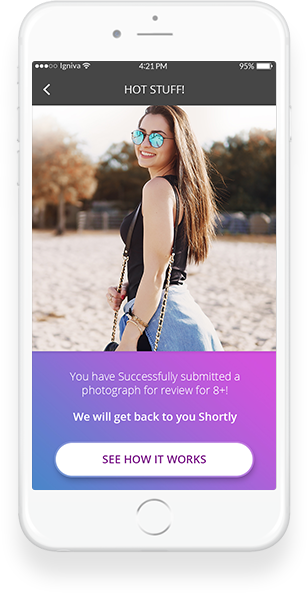 Igniva 4:21 PM 95%
HOT STUFF!
You have Successfully submitted a
photograph for review for 8+!
We will get back to you Shortly
SEE HOW IT WORKS